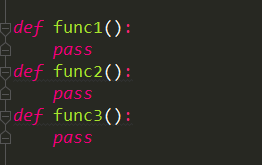 def func1():
    pass
def func2():
    pass
def func3():
    pass